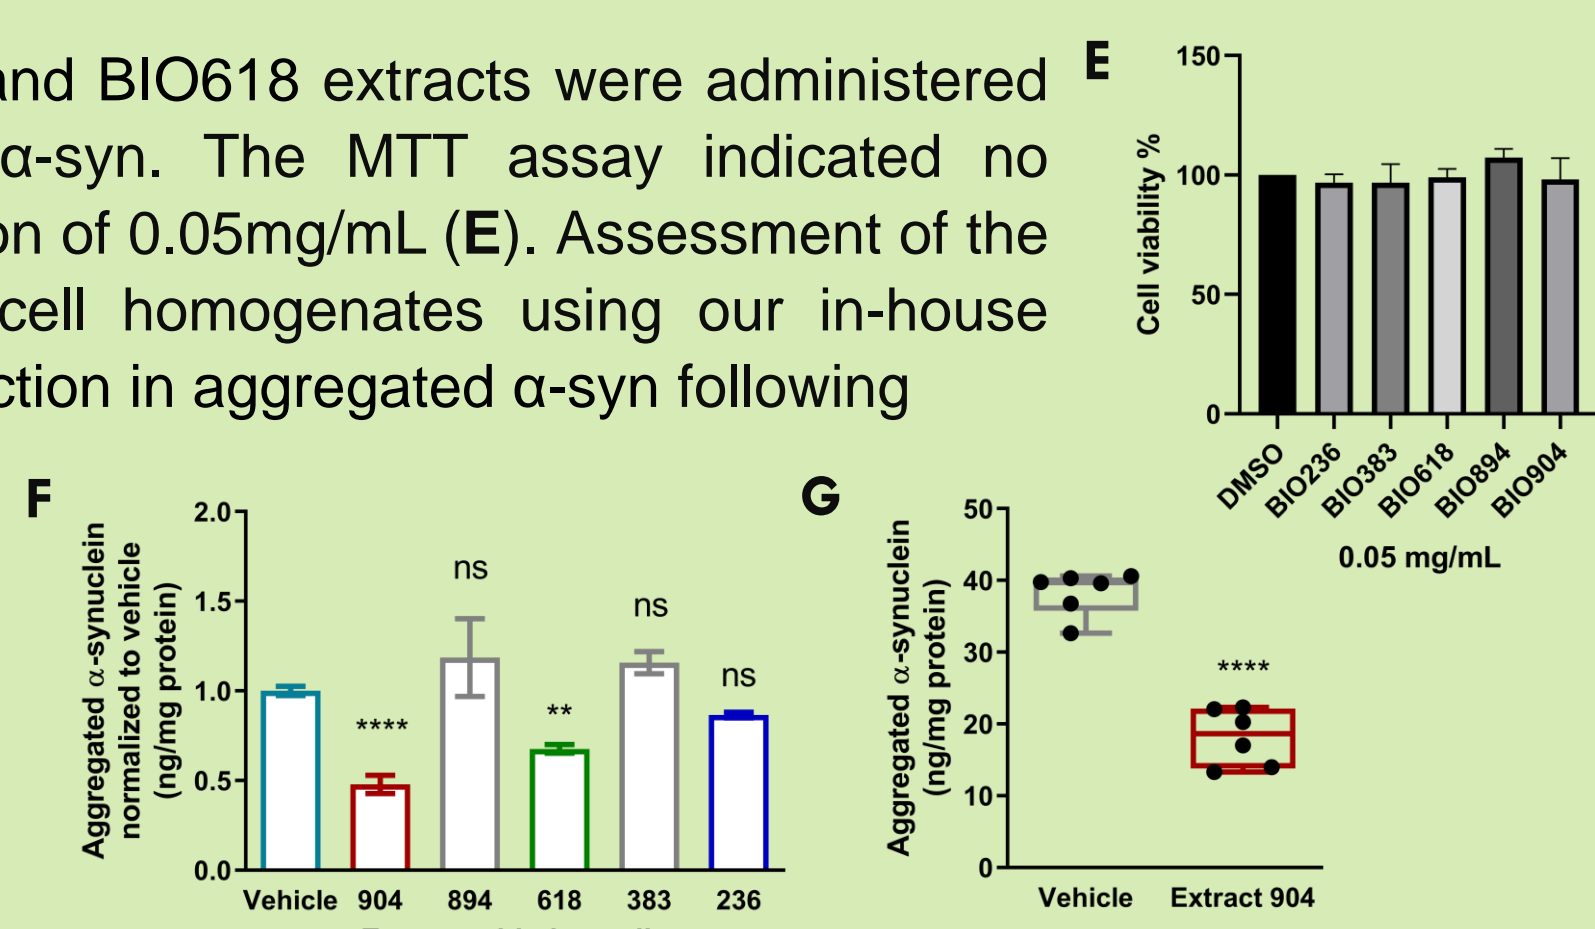 and BIO618 extracts were administered
α-syn. The MTT assay indicated no
on of 0.05mg/mL (E). Assessment of the
cell homogenates using our in-house
ction in aggregated α-syn following
E
Cell viability %
150
100
50
0
DMSO
BIO236
BIO383
BIO618
BIO894
BIO904
0.05 mg/mL
F
Aggregated α-synuclein
normalized to vehicle
(ng/mg protein)
2.0
1.5
1.0
0.5
0.0
****
ns
**
ns
ns
Vehicle 904 894 618 383 236
G
Aggregated α-synuclein
(ng/mg protein)
50
40
30
20
10
0
****
Vehicle Extract 904